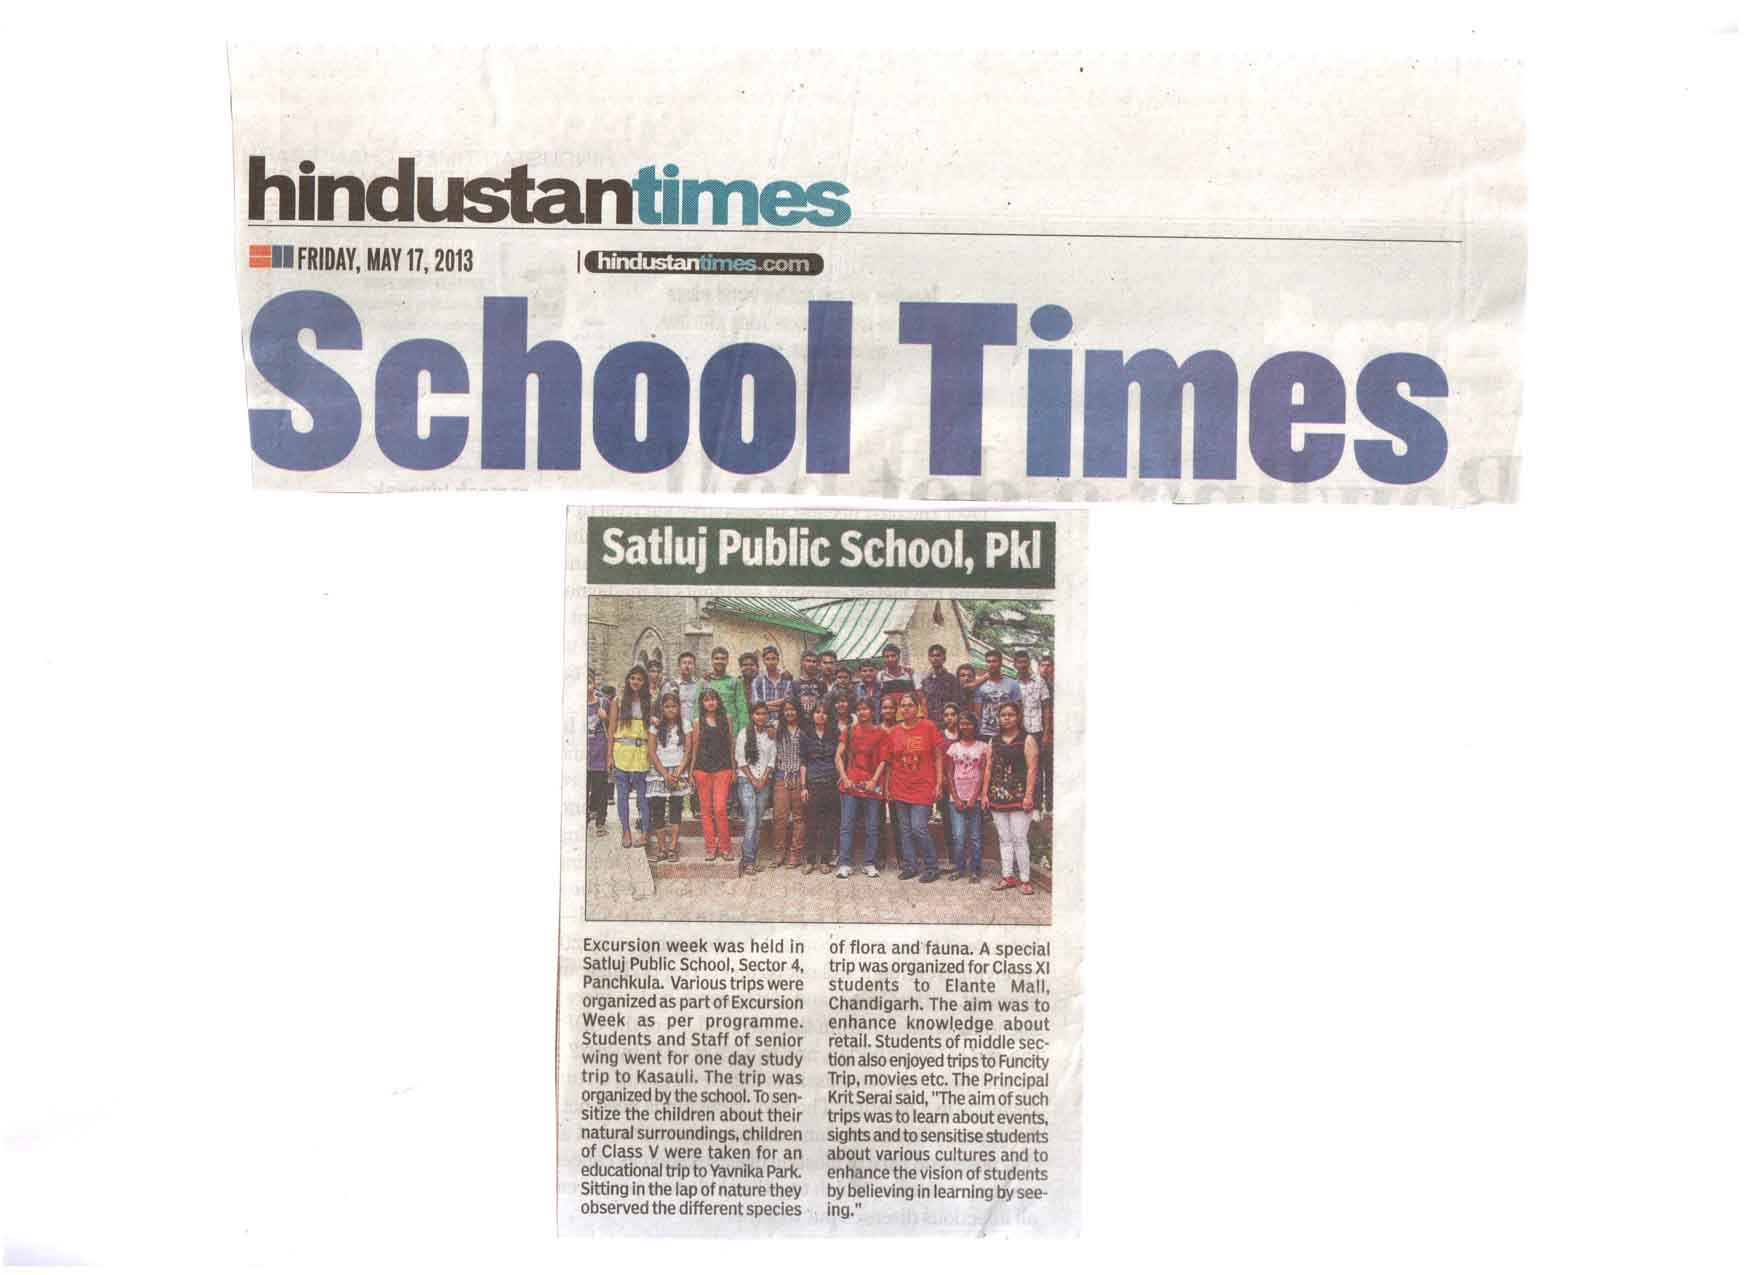 hindustantimes
FRIDAY, MAY 17, 2013
hindustantimes.com
School Times
Satluj Public School, Pkl
Excursion week was held in
Satluj Public School, Sector 4,
Panchkula. Various trips were
organized as part of Excursion
Week as per programme.
Students and Staff of senior
wing went for one day study
trip to Kasauli. The trip was
organized by the school. To sen-
sitize the children about their
natural surroundings, children
of Class V were taken for an
educational trip to Yavnika Park.
Sitting in the lap of nature they
observed the different species
of flora and fauna. A special
trip was organized for Class XI
students to Elante Mall,
Chandigarh. The aim was to
enhance knowledge about
retail. Students of middle sec-
tion also enjoyed trips to Funcity
Trip, movies etc. The Principal
Krit Serai said, "The aim of such
trips was to learn about events,
sights and to sensitise students
about various cultures and to
enhance the vision of students
by believing in learning by see-
ing."